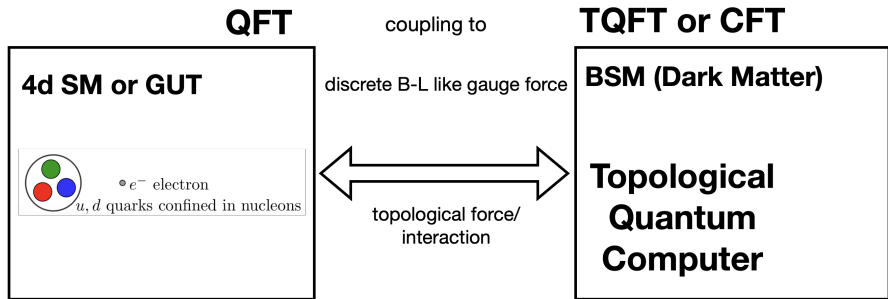 QFT
coupling to
TQFT or CFT
4d SM or GUT
discrete B-L like gauge force
BSM (Dark Matter)
e⁻ electron
u, d quarks confined in nucleons
topological force/
interaction
Topological
Quantum
Computer